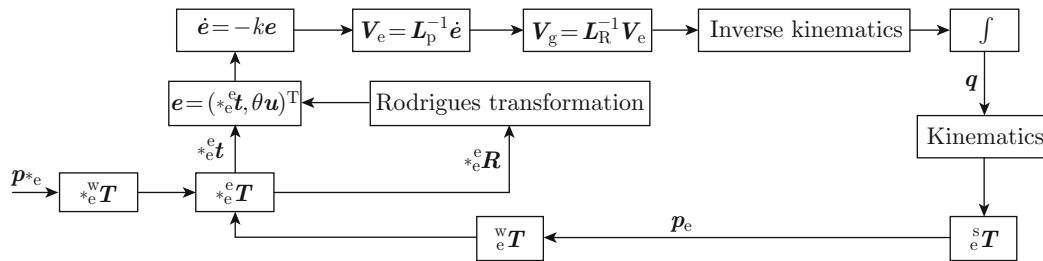 ė = −ke
V_e = L_p^{-1} ė
V_g = L_R^{-1} V_e
Inverse kinematics
∫
e = (_{*e}^{e}t, θu)^T
Rodrigues transformation
q
Kinematics
_{*e}^{e}t
_{*e}^{e}R
p_{*e}
_{*e}^{w}T
_{*e}^{e}T
p_e
_{e}^{w}T
_{e}^{s}T